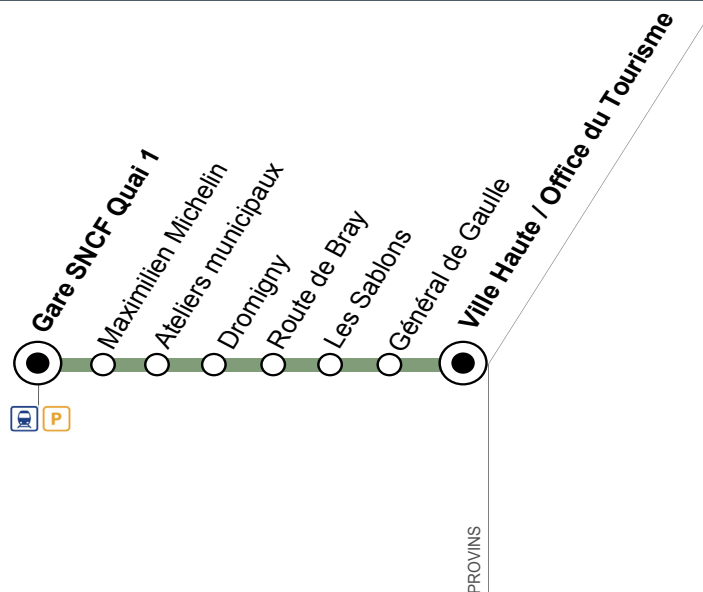 Gare SNCF Quai 1
Maximilien Michelin
Ateliers municipaux
Dromigny
Route de Bray
Les Sablons
Général de Gaulle
Ville Haute / Office du Tourisme
P
PROVINS